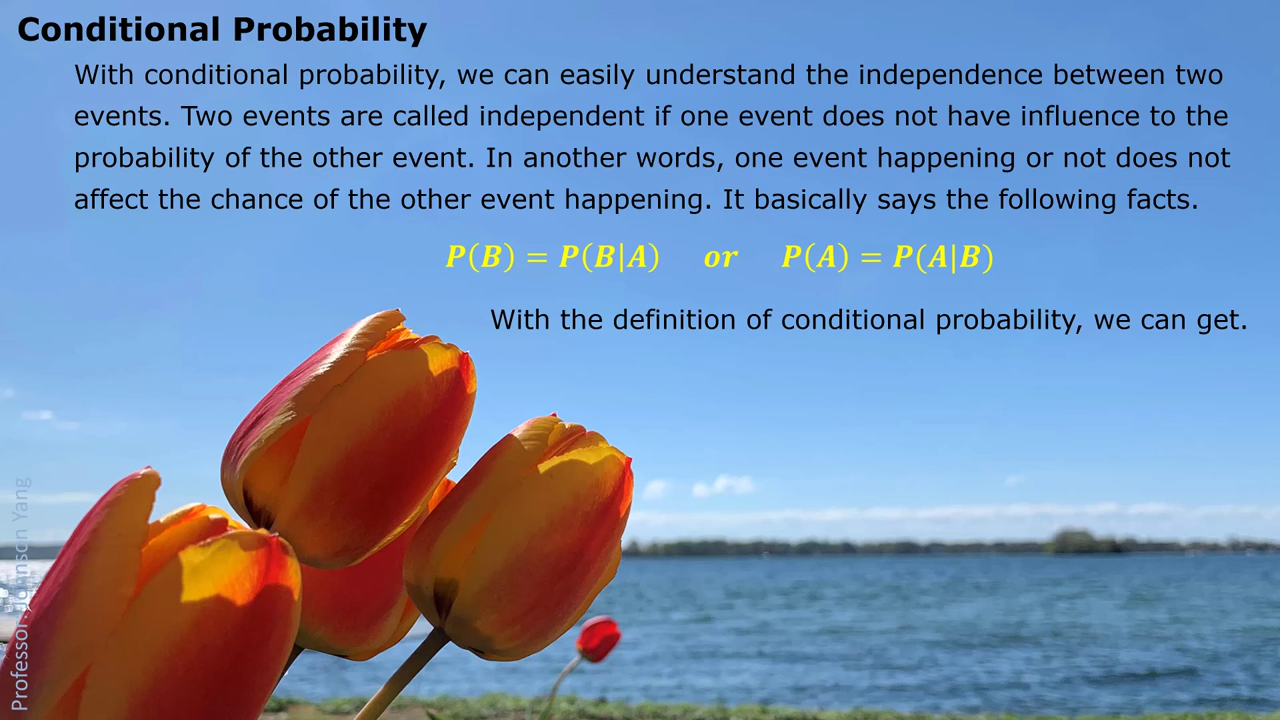 Conditional Probability
With conditional probability, we can easily understand the independence between two
events. Two events are called independent if one event does not have influence to the
probability of the other event. In another words, one event happening or not does not
affect the chance of the other event happening. It basically says the following facts.
P(B) = P(B|A) or P(A) = P(A|B)
With the definition of conditional probability, we can get.
Professor Johnson Yang